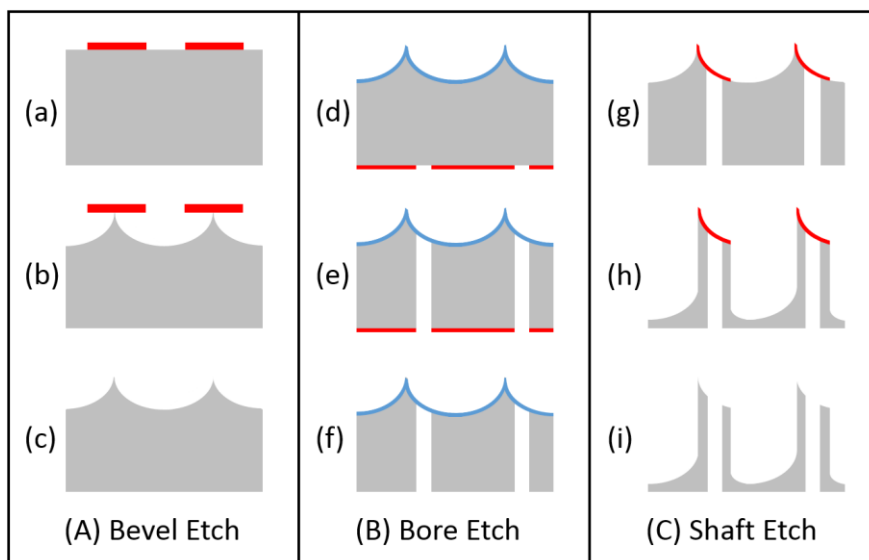 (a)
(b)
(c)
(A) Bevel Etch
(d)
(e)
(f)
(B) Bore Etch
(g)
(h)
(i)
(C) Shaft Etch